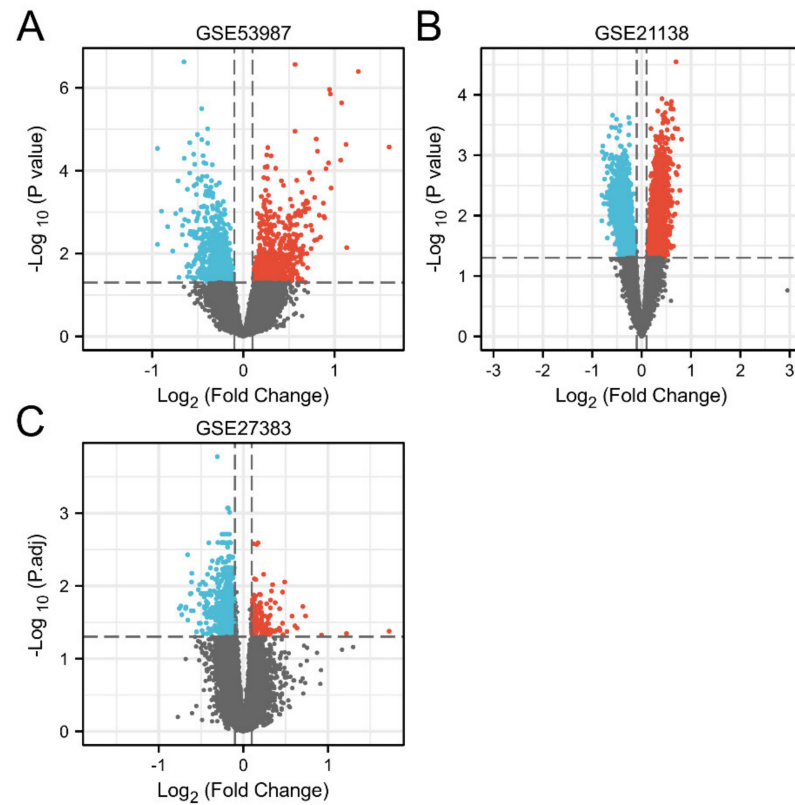 A
GSE53987
-Log 10 (P value)
6
4
2
0
-1
0
1
Log2 (Fold Change)
B
GSE21138
-Log 10 (P value)
4
3
2
1
0
-3
-2
-1
0
1
2
3
Log2 (Fold Change)
C
GSE27383
-Log 10 (P.adj)
3
2
1
0
-1
0
1
Log2 (Fold Change)